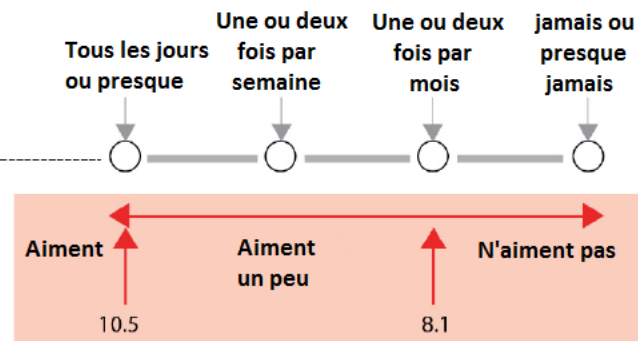 Tous les jours
ou presque
Une ou deux
fois par
semaine
Une ou deux
fois par
mois
jamais ou
presque
jamais
Aiment
Aiment
un peu
N'aiment pas
10.5
8.1